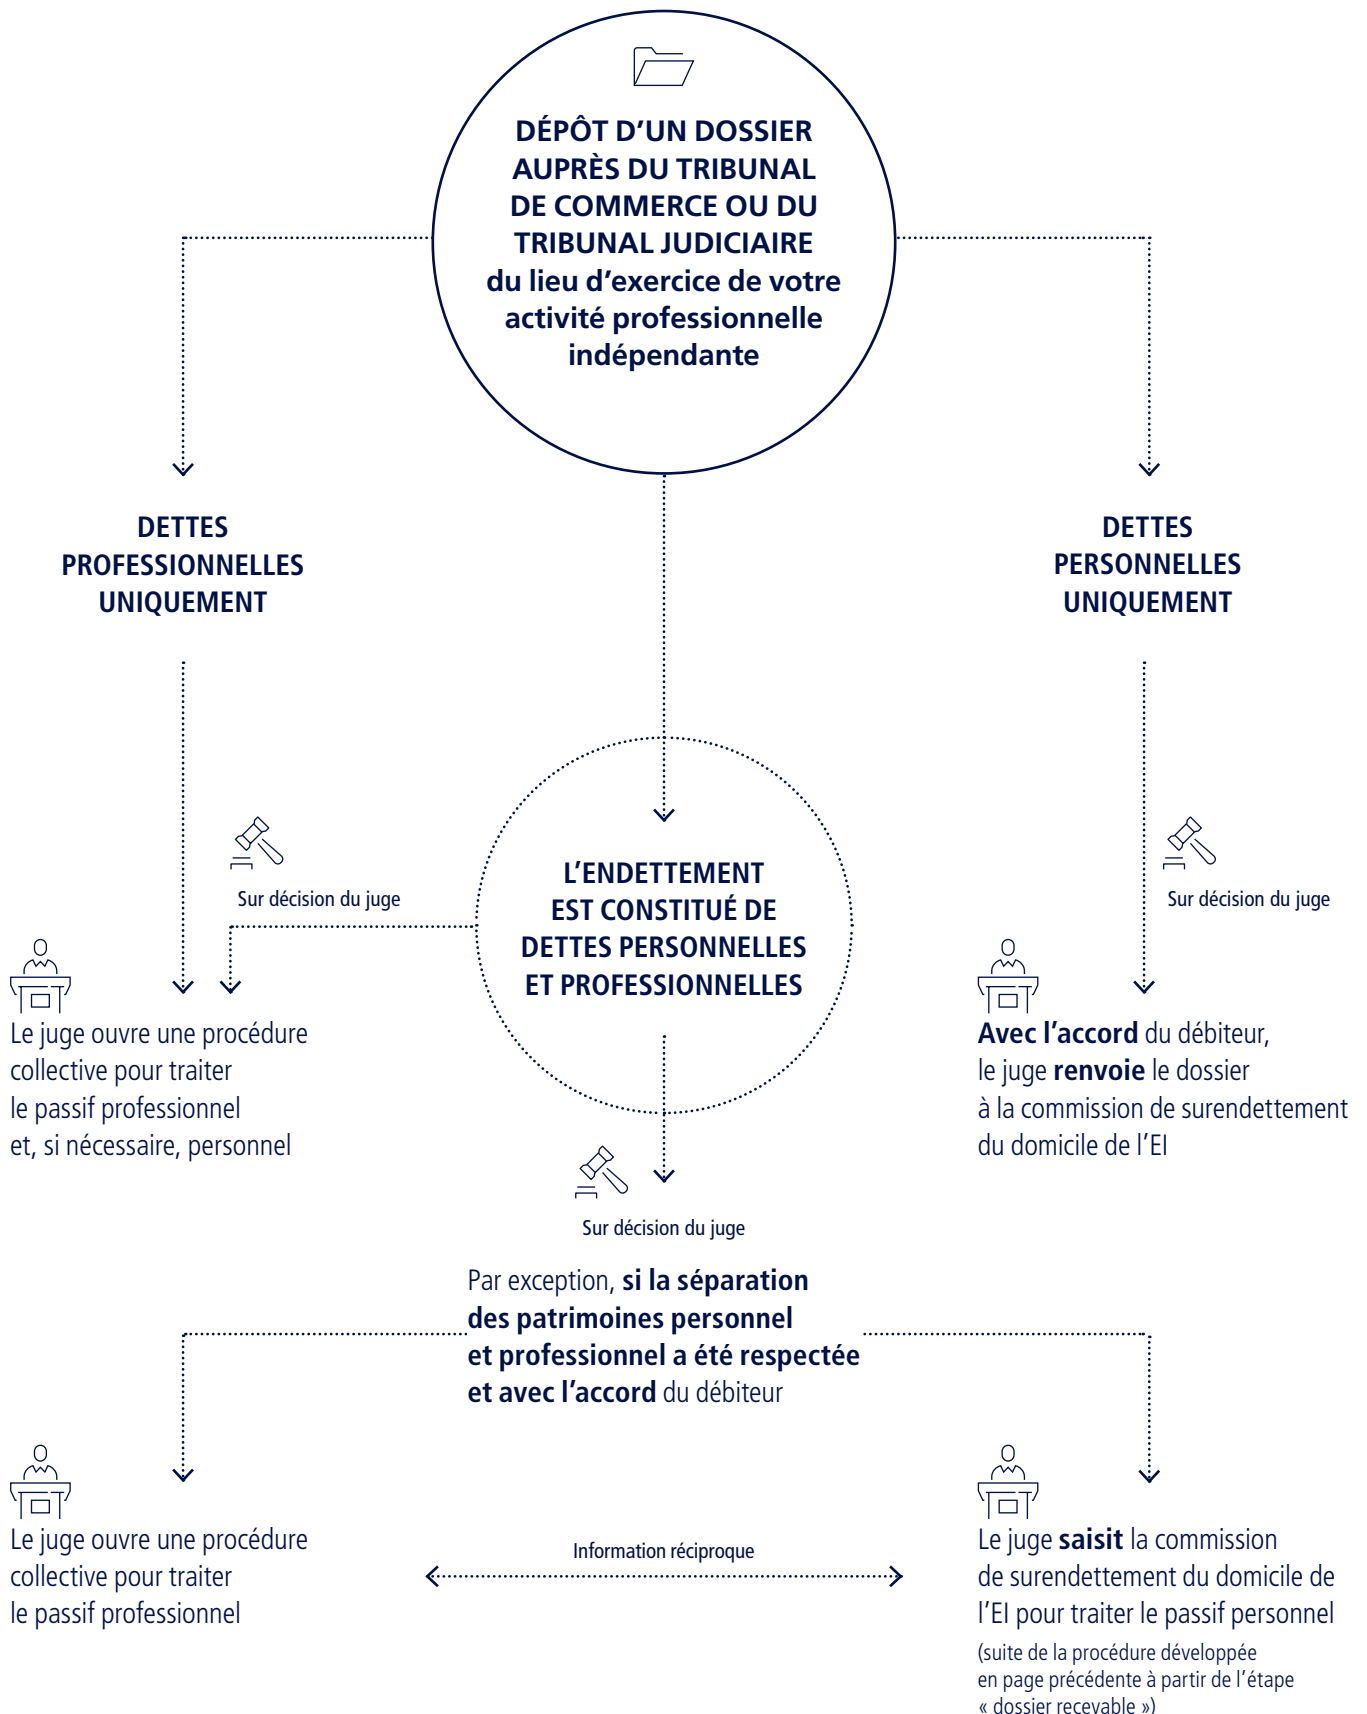 DÉPÔT D’UN DOSSIER
AUPRÈS DU TRIBUNAL
DE COMMERCE OU DU
TRIBUNAL JUDICIAIRE
du lieu d’exercice de votre
activité professionnelle
indépendante
DETTES
PROFESSIONNELLES
UNIQUEMENT
DETTES
PERSONNELLES
UNIQUEMENT
L’ENDETTEMENT
EST CONSTITUÉ DE
DETTES PERSONNELLES
ET PROFESSIONNELLES
Sur décision du juge
Sur décision du juge
Le juge ouvre une procédure
collective pour traiter
le passif professionnel
et, si nécessaire, personnel
Avec l’accord du débiteur,
le juge renvoie le dossier
à la commission de surendettement
du domicile de l’EI
Sur décision du juge
Par exception, si la séparation
des patrimoines personnel
et professionnel a été respectée
et avec l’accord du débiteur
Le juge ouvre une procédure
collective pour traiter
le passif professionnel
Information réciproque
Le juge saisit la commission
de surendettement du domicile de
l’EI pour traiter le passif personnel
(suite de la procédure développée
en page précédente à partir de l’étape
« dossier recevable »)